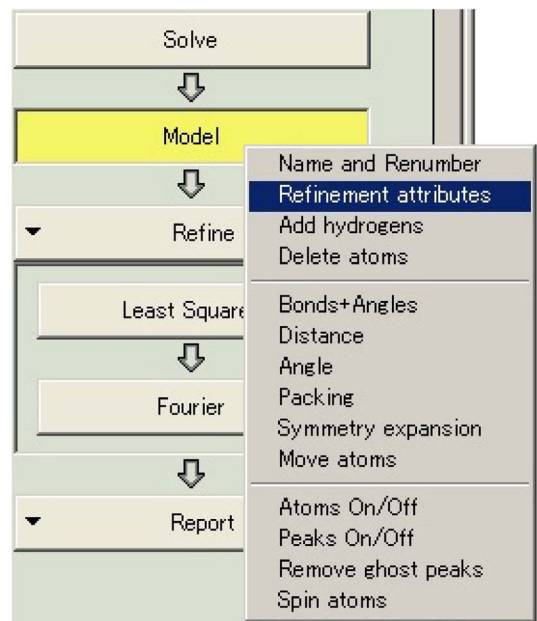 Solve
Model
Refine
Least Square
Fourier
Report
Name and Renumber
Refinement attributes
Add hydrogens
Delete atoms
Bonds+Angles
Distance
Angle
Packing
Symmetry expansion
Move atoms
Atoms On/Off
Peaks On/Off
Remove ghost peaks
Spin atoms